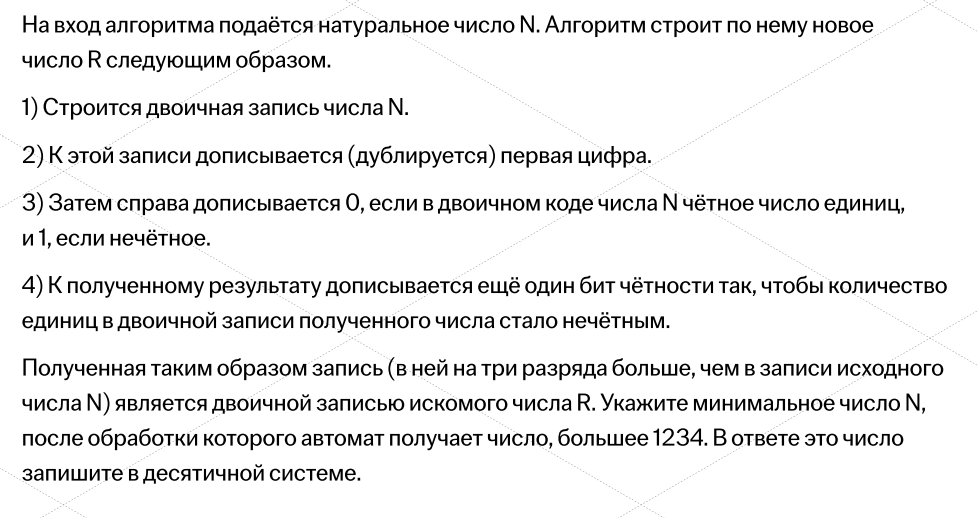 На вход алгоритма подаётся натуральное число N. Алгоритм строит по нему новое
число R следующим образом.
1) Строится двоичная запись числа N.
2) К этой записи дописывается (дублируется) первая цифра.
3) Затем справа дописывается 0, если в двоичном коде числа N чётное число единиц,
и 1, если нечётное.
4) К полученному результату дописывается ещё один бит чётности так, чтобы количество
единиц в двоичной записи полученного числа стало нечётным.
Полученная таким образом запись (в ней на три разряда больше, чем в записи исходного
числа N) является двоичной записью искомого числа R. Укажите минимальное число N,
после обработки которого автомат получает число, большее 1234. В ответе это число
запишите в десятичной системе.